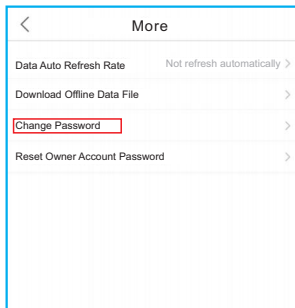 More
Data Auto Refresh Rate Not refresh automatically
Download Offline Data File
Change Password
Reset Owner Account Password